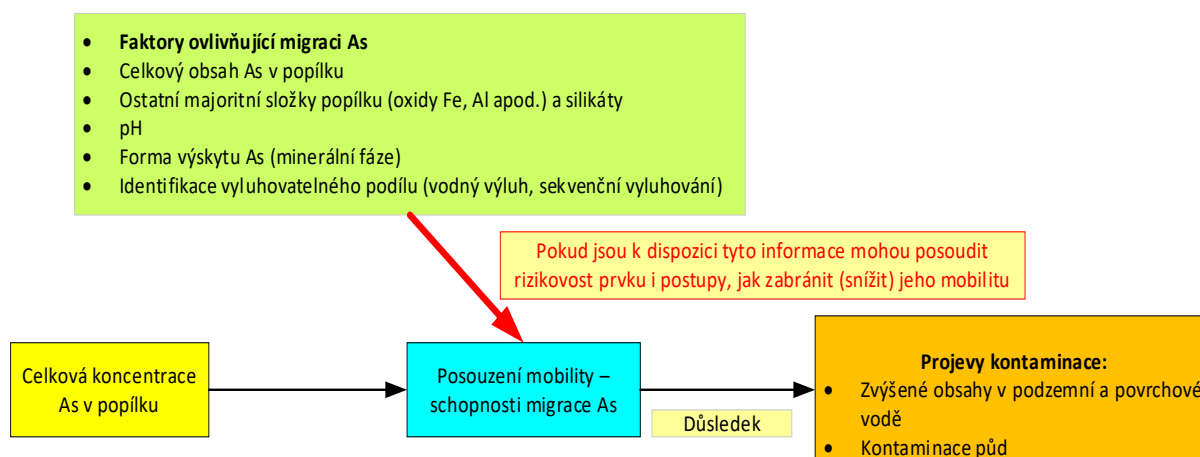 Faktory ovlivňující migraci As
Celkový obsah As v popílku
Ostatní majoritní složky popílku (oxidy Fe, Al apod.) a silikáty
pH
Forma výskytu As (minerální fáze)
Identifikace vyluhovatelného podílu (vodný výluh, sekvenční vyluhování)
Pokud jsou k dispozici tyto informace mohou posoudit
rizikovost prvku i postupy, jak zabránit (snížit) jeho mobilitu
Celková koncentrace
As v popílku
Posouzení mobility –
schopnosti migrace As
Důsledek
Projevy kontaminace:
Zvýšené obsahy v podzemní a povrchové
vodě
Kontaminace půd